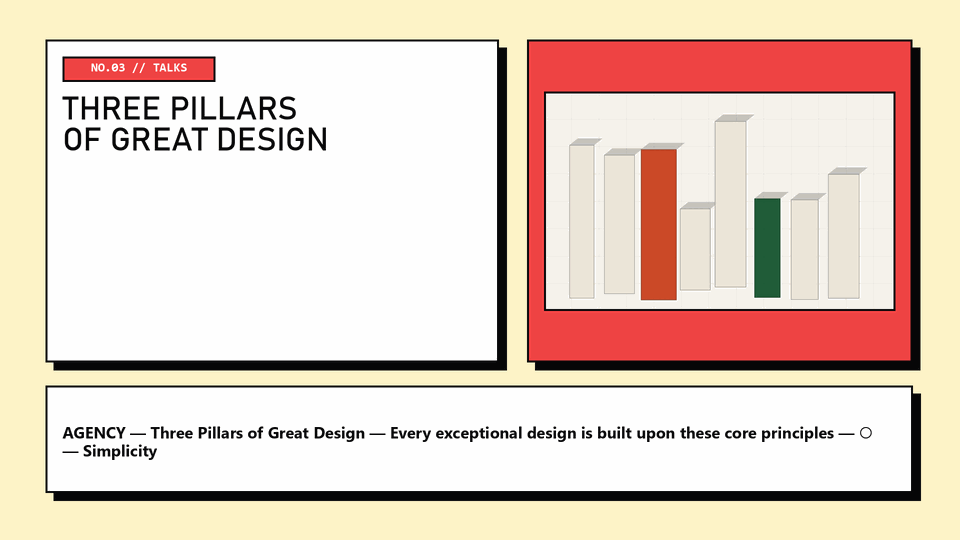 NO.03 // TALKS
THREE PILLARS
OF GREAT DESIGN
AGENCY — Three Pillars of Great Design — Every exceptional design is built upon these core principles — ○
— Simplicity